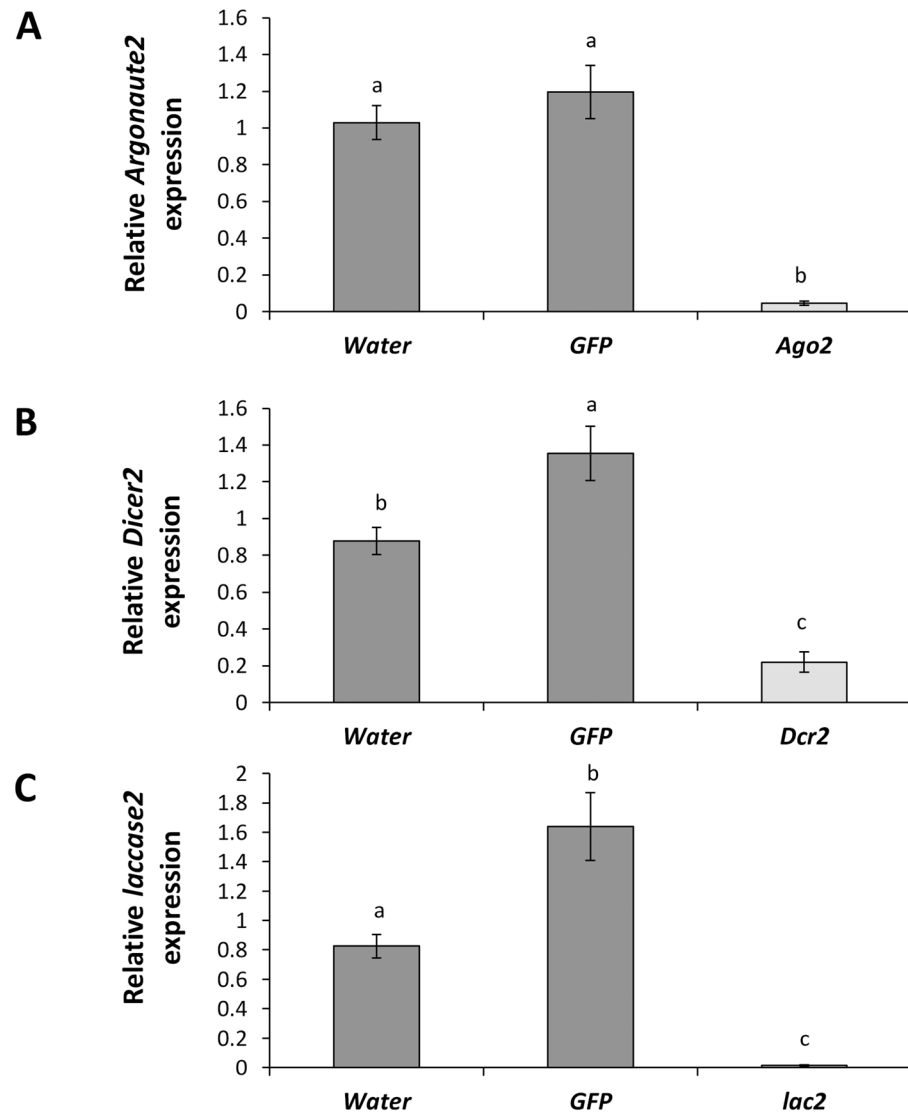 A
Relative Argonaute2
expression
1.6
1.4
1.2
1
0.8
0.6
0.4
0.2
0
a
a
b
Water
GFP
Ago2
B
Relative Dicer2
expression
1.6
1.4
1.2
1
0.8
0.6
0.4
0.2
0
b
a
c
Water
GFP
Dcr2
C
Relative laccase2
expression
2
1.8
1.6
1.4
1.2
1
0.8
0.6
0.4
0.2
0
a
b
c
Water
GFP
lac2